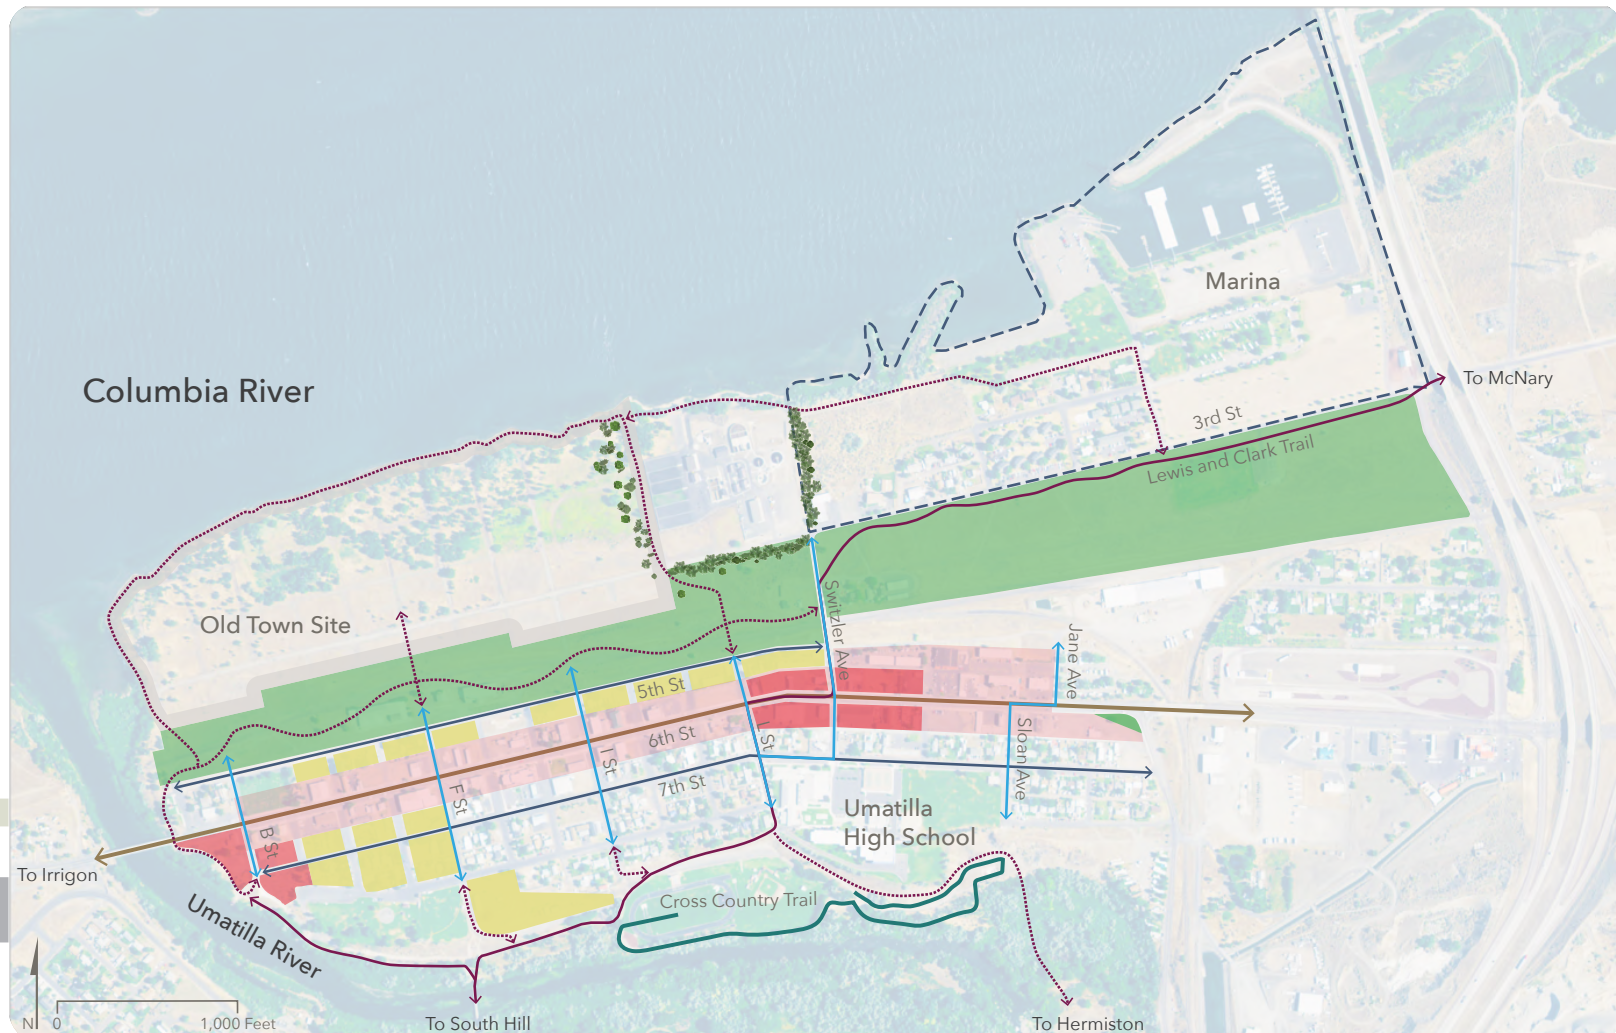 Marina
To McNary
Columbia River
3rd St
Lewis and Clark Trail
Old Town Site
Switzler Ave
Jane Ave
5th St
6th St
L St
I St
Sloan Ave
7th St
F St
Umatilla
High School
B St
To Irrigon
Cross Country Trail
Umatilla River
N
0
1,000 Feet
To South Hill
To Hermiston